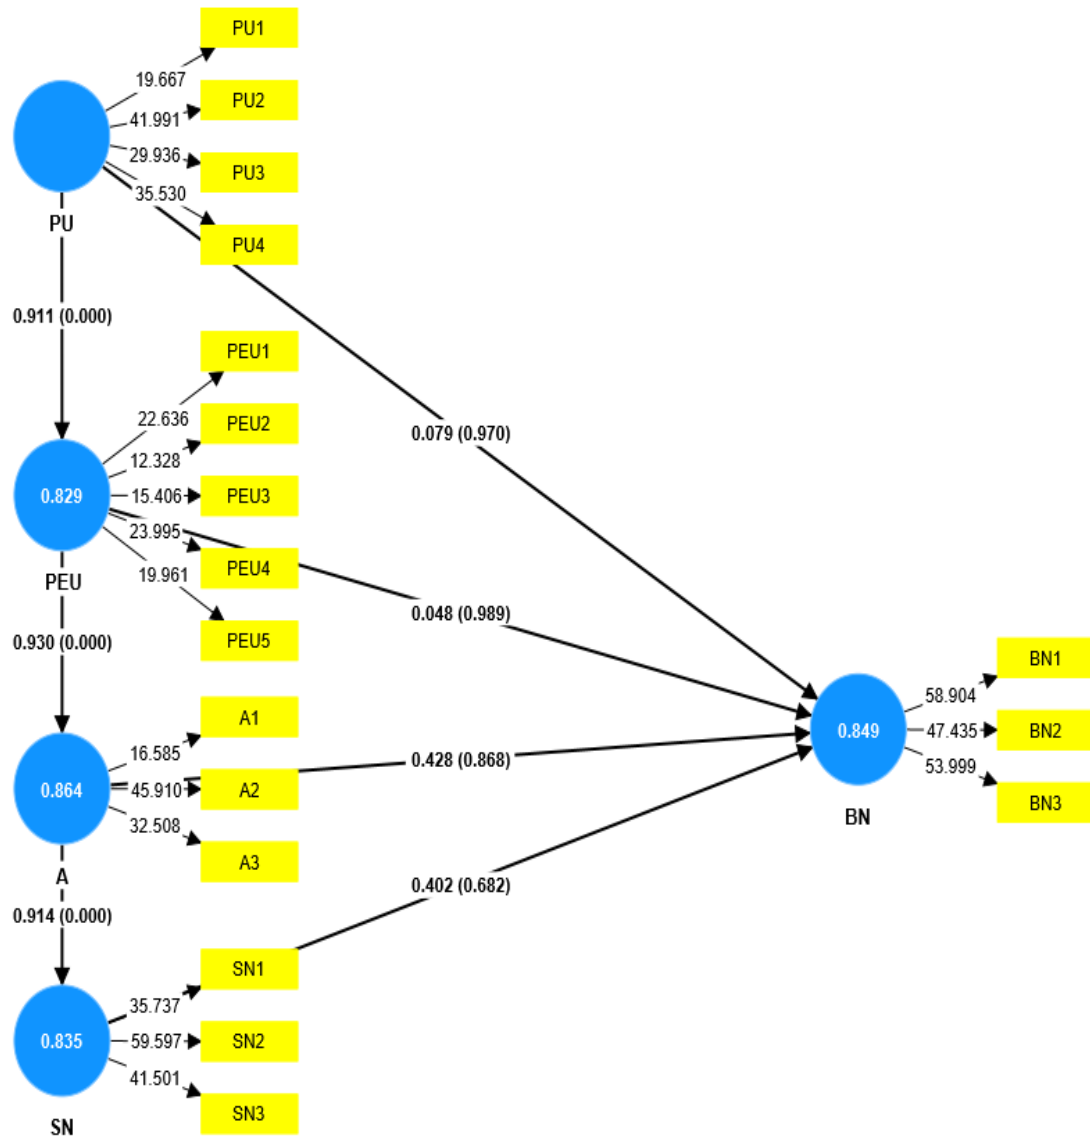 PU1
19.667
PU2
41.991
PU3
29.936
35.530
PU4
PU
0.911 (0.000)
PEU1
22.636
PEU2
12.328
PEU3
15.406
0.829
23.995
PEU4
19.961
PEU5
PEU
0.079 (0.970)
0.048 (0.989)
0.930 (0.000)
A1
16.585
0.864
45.910
A2
32.508
A3
A
0.428 (0.868)
0.914 (0.000)
0.402 (0.682)
SN1
35.737
0.835
59.597
SN2
41.501
SN3
SN
BN1
58.904
0.849
47.435
BN2
53.999
BN3
BN